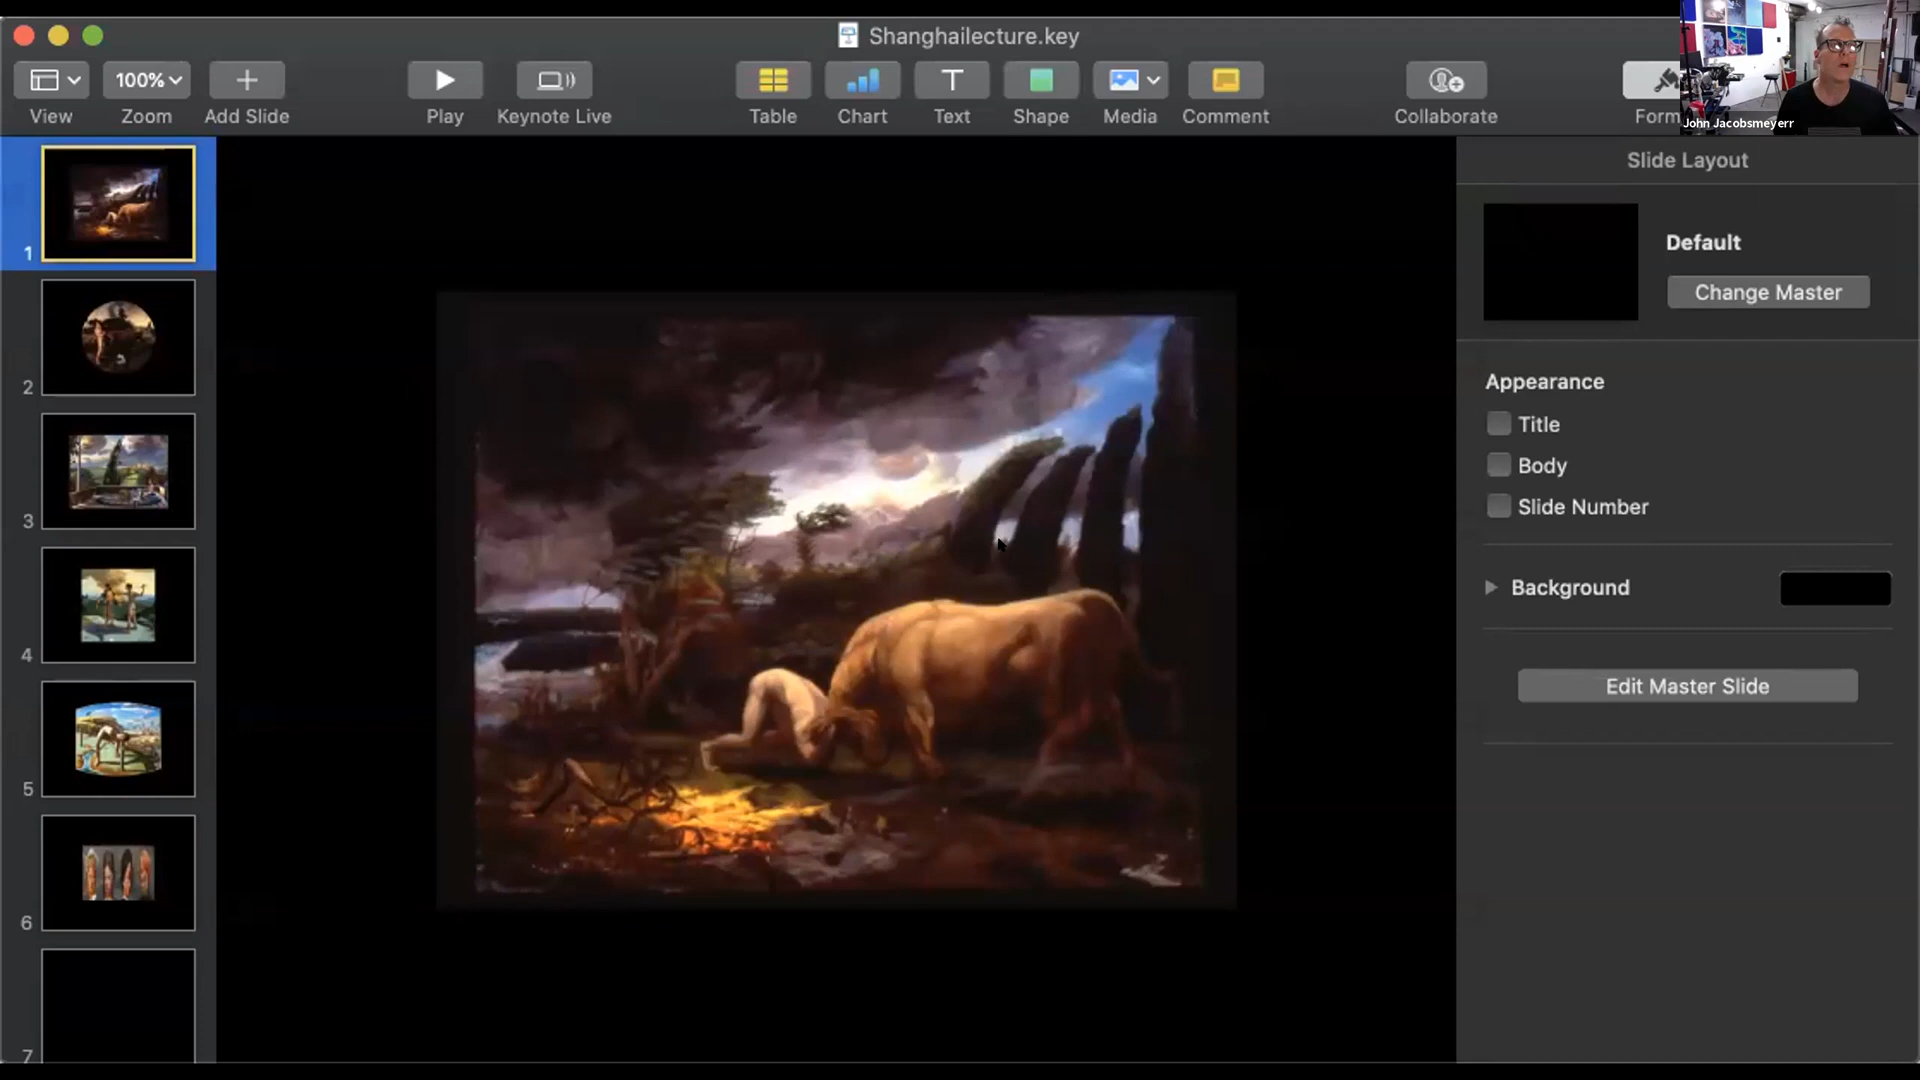 Shanghailecture.key
100%
View
Zoom
Add Slide
Play
Keynote Live
Table
Chart
T
Text
Shape
Media
Comment
Collaborate
Form
John Jacobsmeyerr
1
2
3
4
5
6
7
Slide Layout
Default
Change Master
Appearance
Title
Body
Slide Number
Background
Edit Master Slide